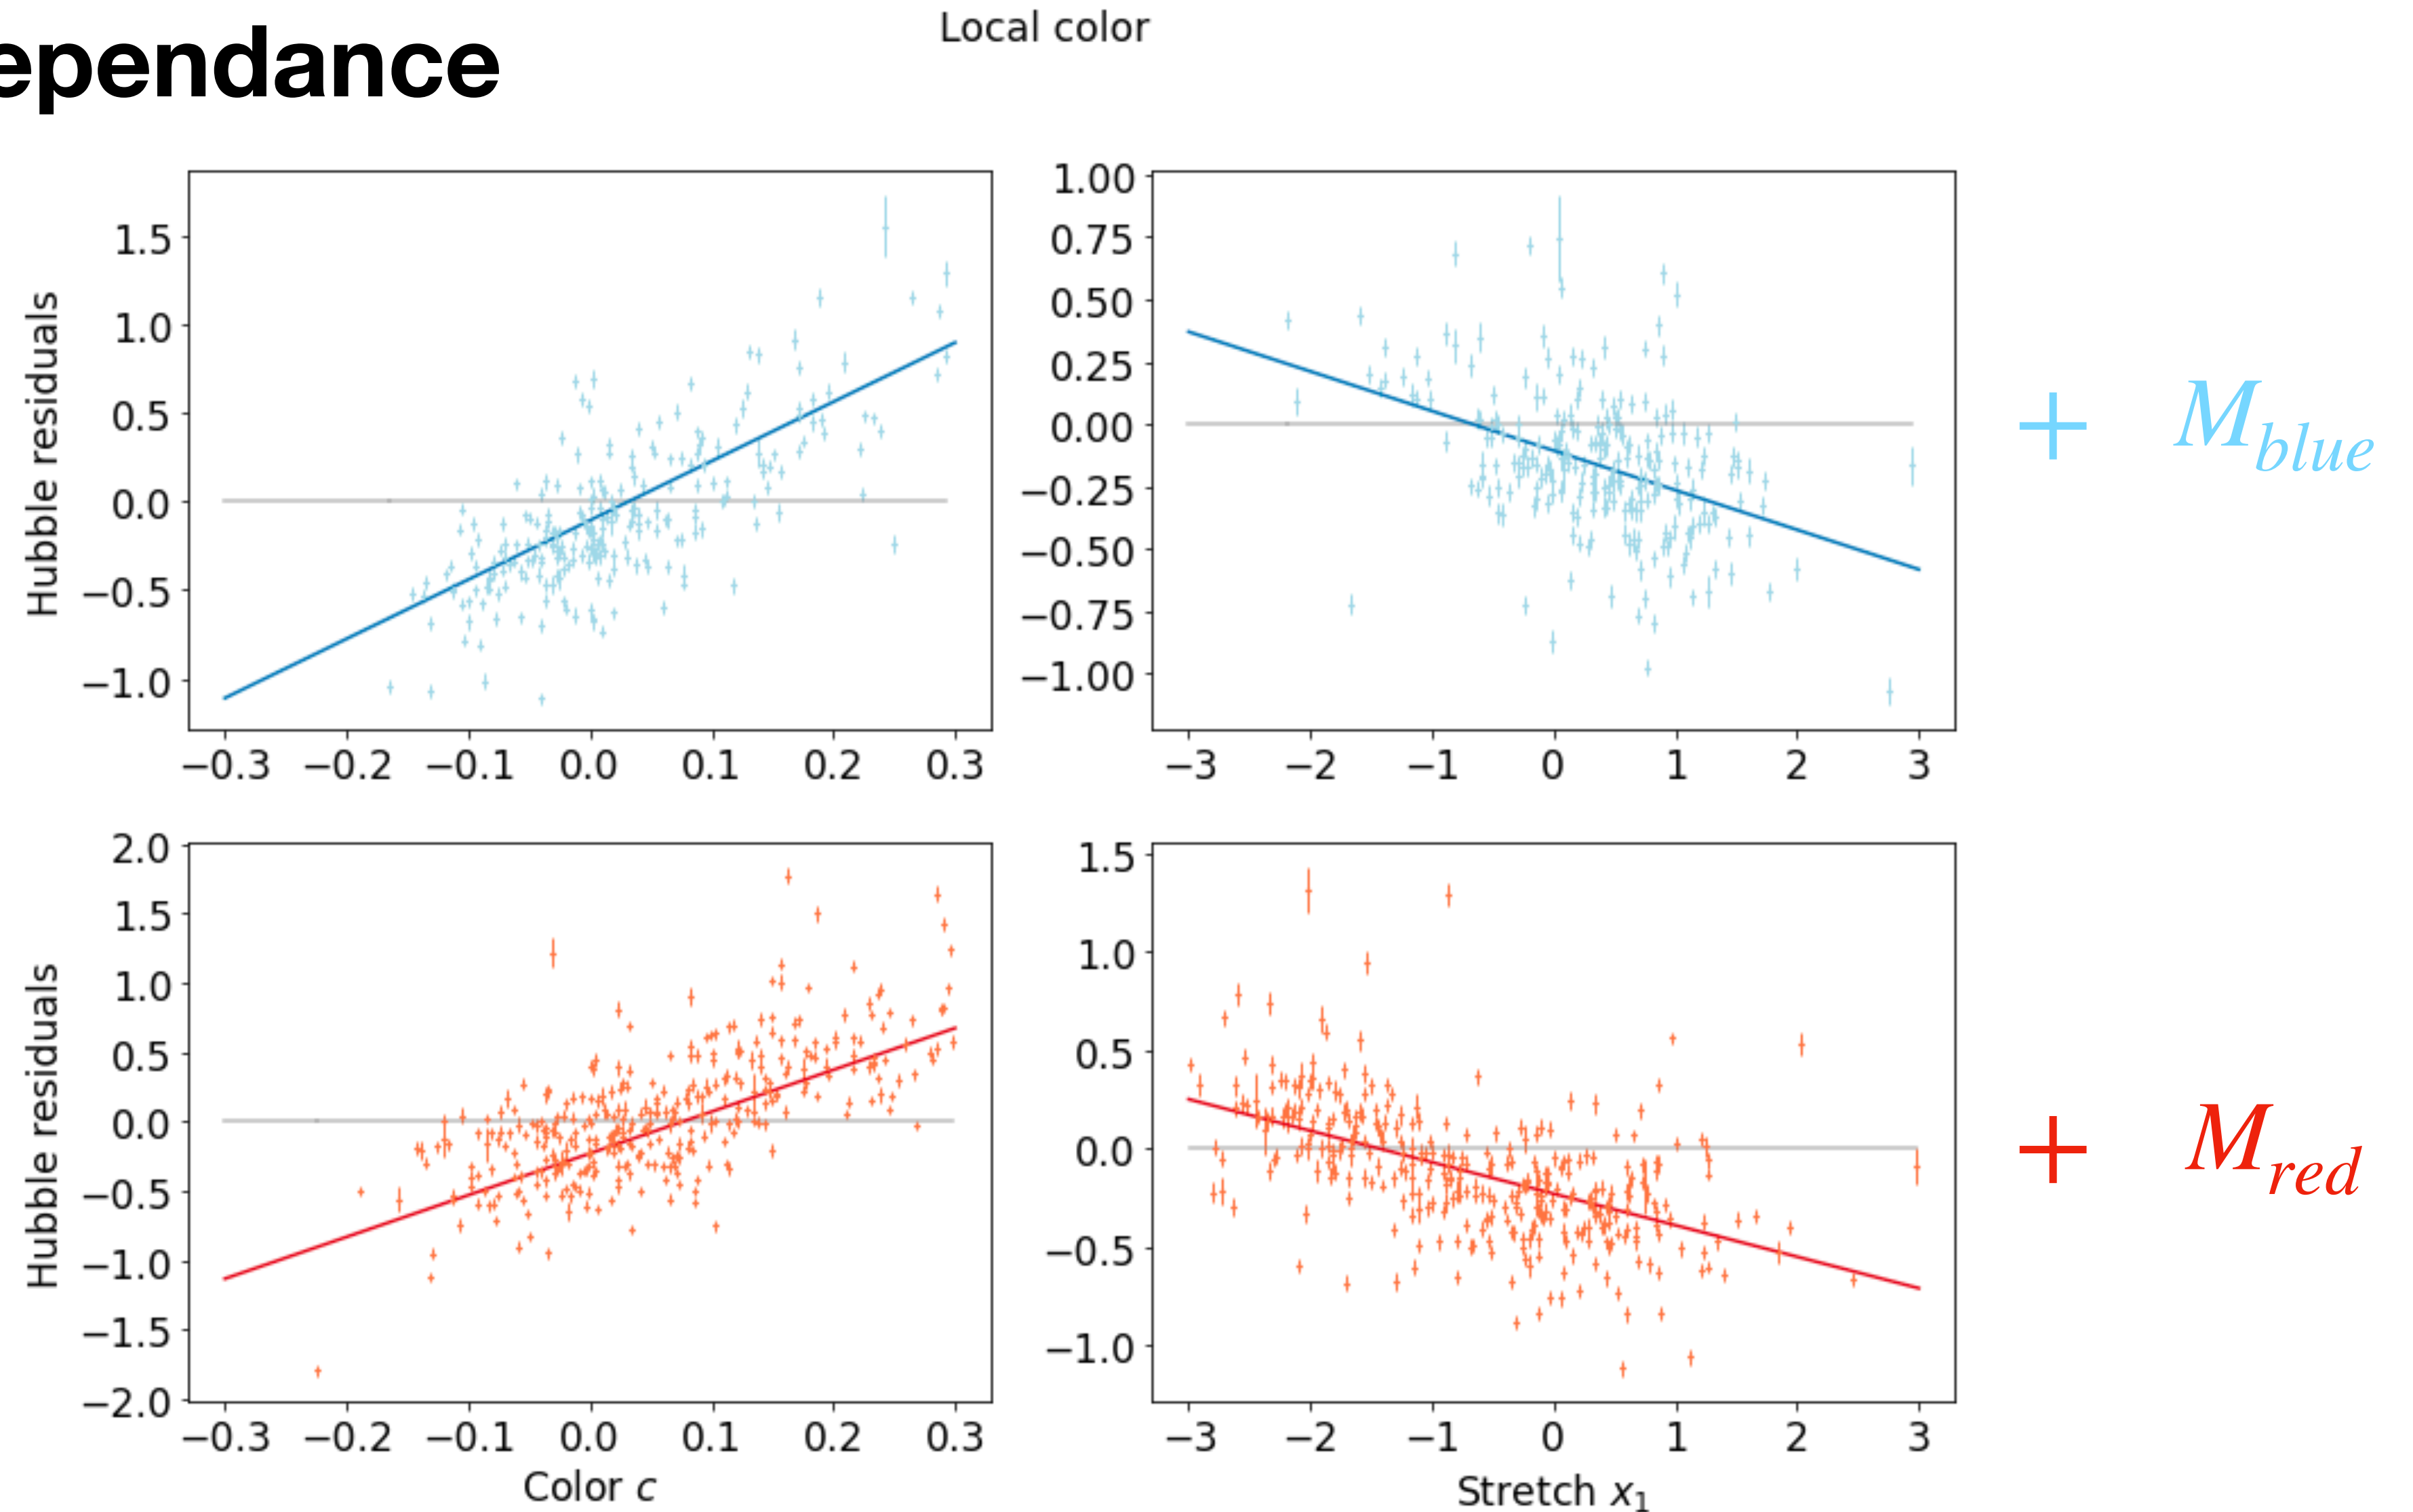 ependance
Local color
Hubble residuals
1.5
1.0
0.5
0.0
−0.5
−1.0
−0.3 −0.2 −0.1 0.0 0.1 0.2 0.3
1.00
0.75
0.50
0.25
0.00
−0.25
−0.50
−0.75
−1.00
−3 −2 −1 0 1 2 3
+ M_blue
Hubble residuals
2.0
1.5
1.0
0.5
0.0
−0.5
−1.0
−1.5
−2.0
−0.3 −0.2 −0.1 0.0 0.1 0.2 0.3
Color c
1.5
1.0
0.5
0.0
−0.5
−1.0
−3 −2 −1 0 1 2 3
Stretch x₁
+ M_red